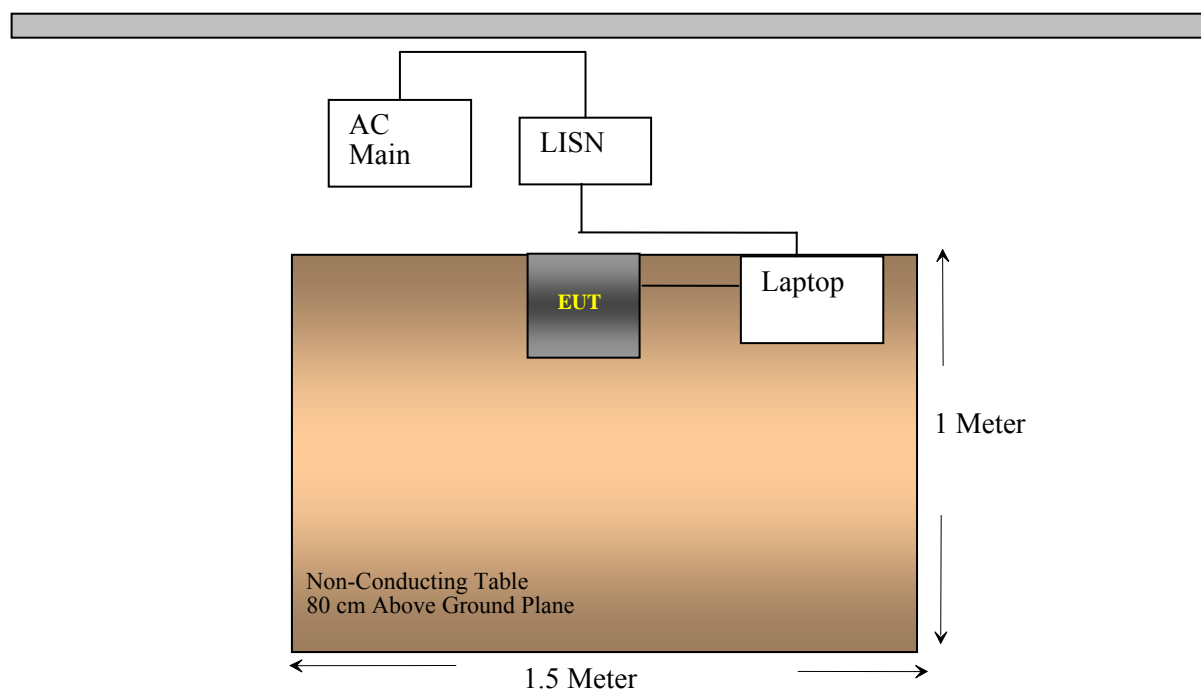 AC
Main
LISN
EUT
Laptop
1 Meter
Non-Conducting Table
80 cm Above Ground Plane
1.5 Meter